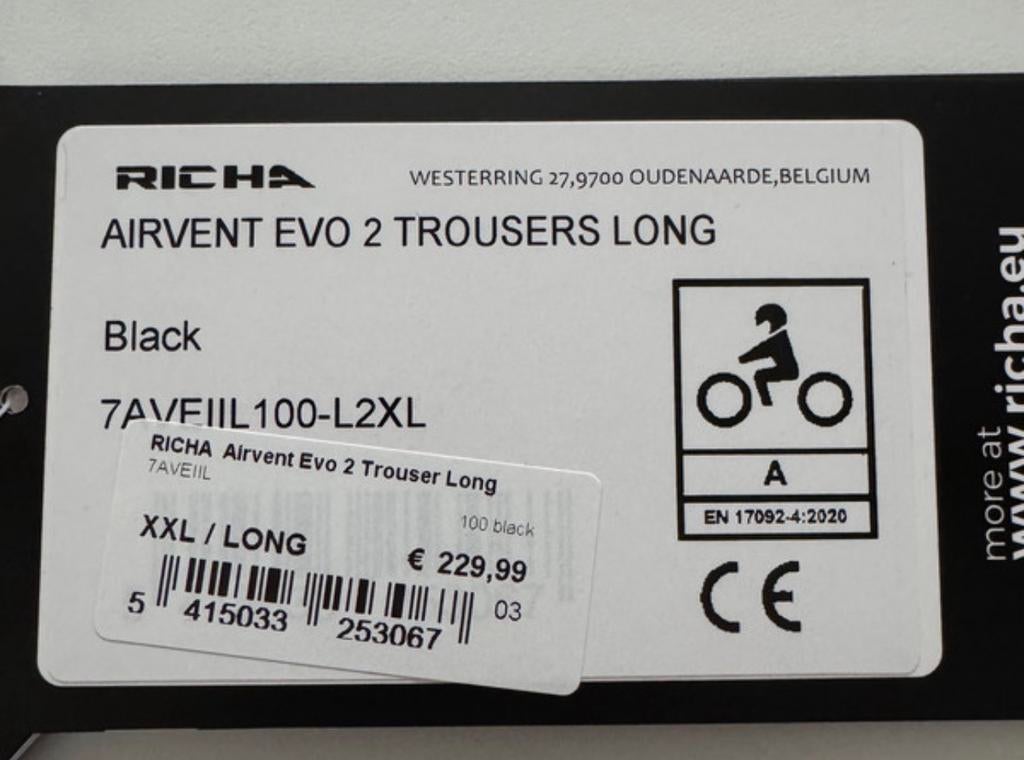 RICHA WESTERRING 27,9700 OUDENAARDE,BELGIUM
AIRVENT EVO 2 TROUSERS LONG
Black
7AVEIIL100-L2XL
RICHA Airvent Evo 2 Trouser Long
7AVEIIL
100 black
XXL / LONG
€ 229,99
5 415033 253067 03
A
EN 17092-4:2020
CE
more at
www.richa.eu